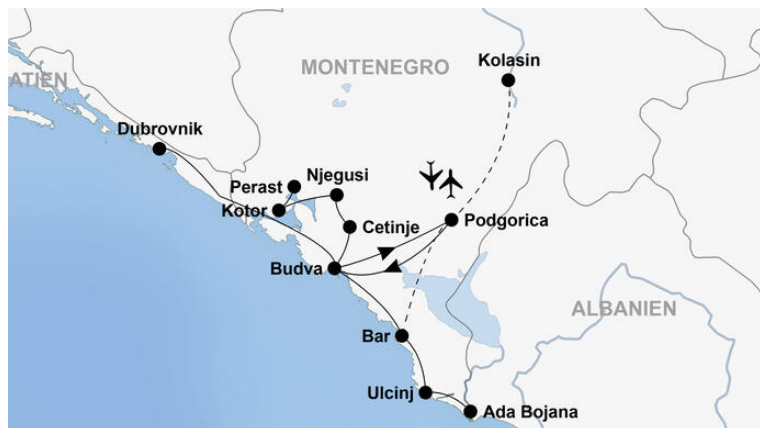 Kolasin
MONTENEGRO
ATIEN
Dubrovnik
Njegusi
Perast
Kotor
Cetinje
Podgorica
Budva
ALBANIEN
Bar
Ulcinj
Ada Bojana